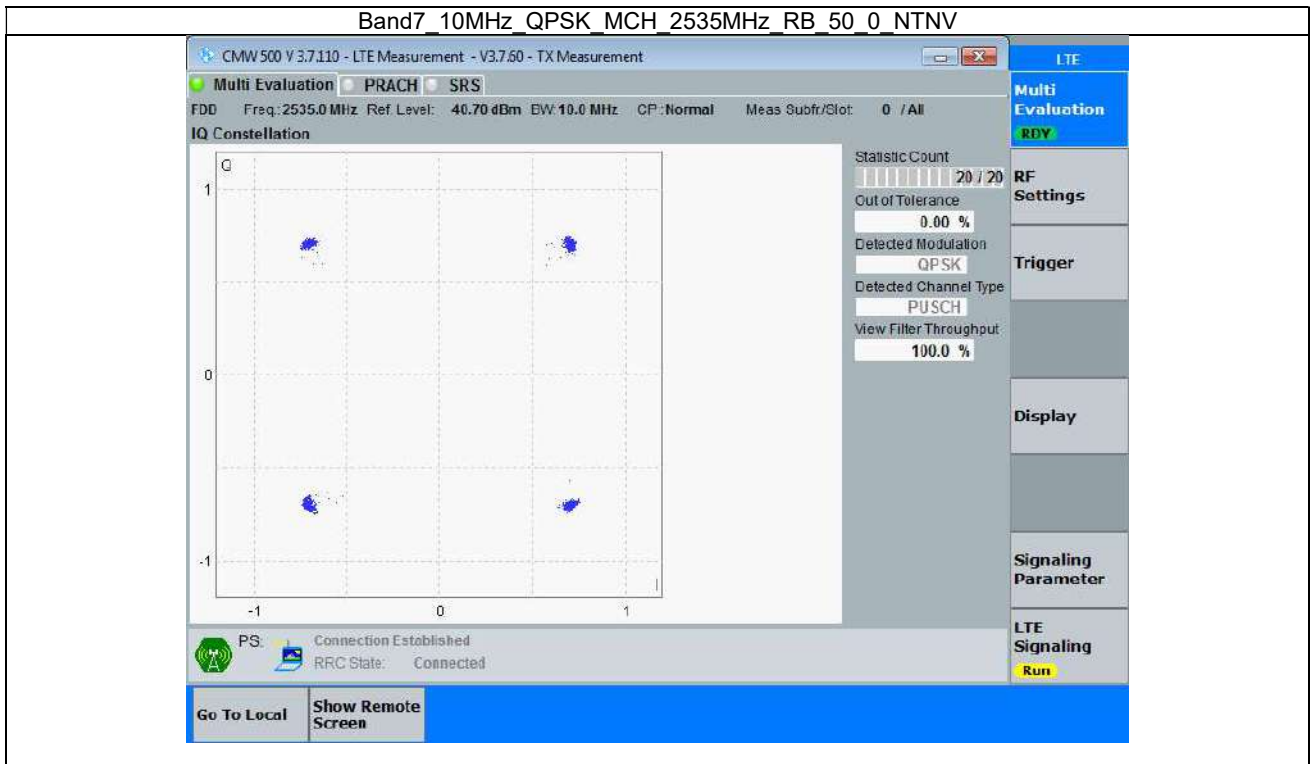 Band7_10MHz_QPSK_MCH_2535MHz_RB_50_0_NTNV
CMW 500 V 3.7.110 - LTE Measurement - V3.7.60 - TX Measurement
LTE
Multi Evaluation PRACH SRS
FDD Freq.:2535.0 MHz Ref. Level: 40.70 dBm BW:10.0 MHz CP:Normal Meas Subfr/Slot: 0 / All
IQ Constellation
Q
1
0
-1
-1 0 1
I
Statistic Count
20 / 20
Out of Tolerance
0.00 %
Detected Modulation
QPSK
Detected Channel Type
PUSCH
View Filter Throughput
100.0 %
Multi
Evaluation
RDY
RF
Settings
Trigger
Display
Signaling
Parameter
LTE
Signaling
Run
PS: Connection Established
RRC State: Connected
Go To Local
Show Remote
Screen